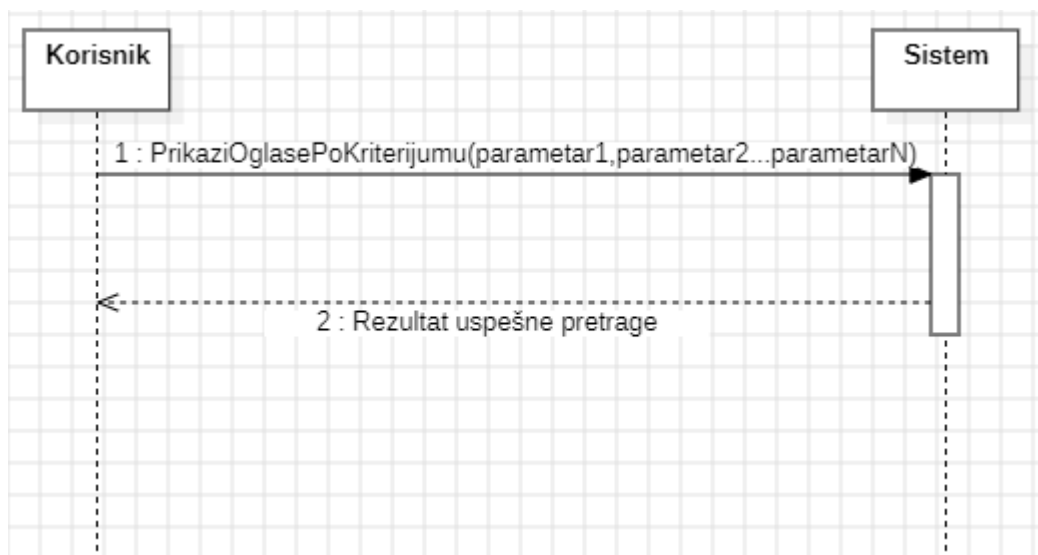 Korisnik
Sistem
1 : PrikaziOglasePoKriterijumu(parametar1,parametar2...parametarN)
2 : Rezultat uspešne pretrage